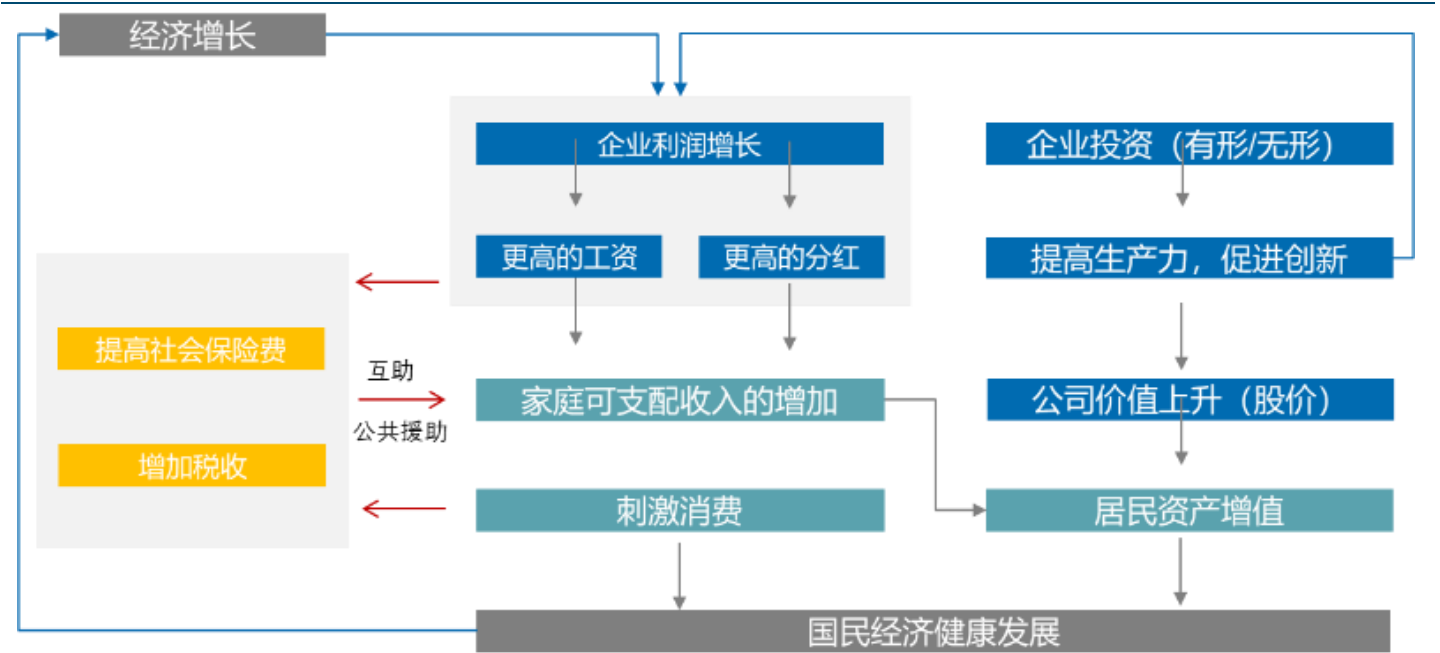 经济增长
企业利润增长
企业投资（有形/无形）
更高的工资
更高的分红
提高生产力，促进创新
提高社会保险费
互助
家庭可支配收入的增加
公司价值上升（股价）
公共援助
增加税收
刺激消费
居民资产增值
国民经济健康发展